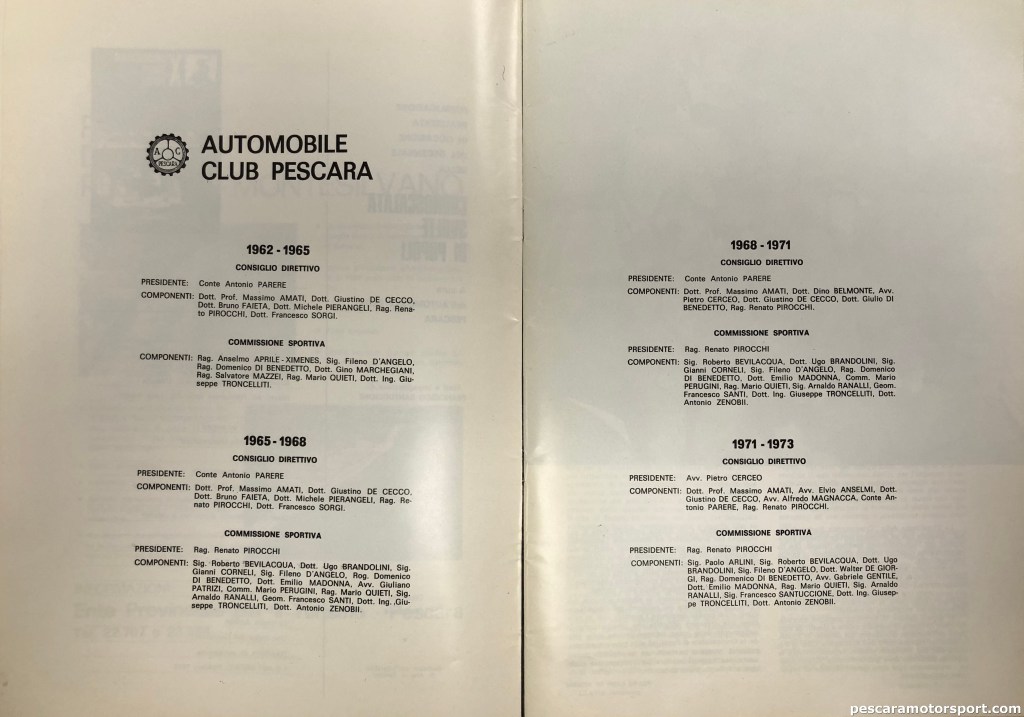 A C
PESCARA
AUTOMOBILE
CLUB PESCARA
1962 - 1965
CONSIGLIO DIRETTIVO
PRESIDENTE: Conte Antonio PARERE
COMPONENTI: Dott. Prof. Massimo AMATI, Dott. Giustino DE CECCO,
Dott. Bruno FAIETA, Dott. Michele PIERANGELI, Rag. Rena-
to PIROCCHI, Dott. Francesco SORGI.
COMMISSIONE SPORTIVA
COMPONENTI: Rag. Anselmo APRILE-XIMENES, Sig. Fileno D'ANGELO,
Rag. Domenico DI BENEDETTO, Dott. Gino MARCHEGIANI,
Rag. Salvatore MAZZEI, Rag. Mario QUIETI, Dott. Ing. Giu-
seppe TRONCELLITI.
1965 - 1968
CONSIGLIO DIRETTIVO
PRESIDENTE: Conte Antonio PARERE
COMPONENTI: Dott. Prof. Massimo AMATI, Dott. Giustino DE CECCO,
Dott. Bruno FAIETA, Dott. Michele PIERANGELI, Rag. Re-
nato PIROCCHI, Dott. Francesco SORGI.
COMMISSIONE SPORTIVA
PRESIDENTE: Rag. Renato PIROCCHI
COMPONENTI: Sig. Roberto BEVILACQUA, Dott. Ugo BRANDOLINI, Sig.
Gianni CORNELI, Sig. Fileno D'ANGELO, Rog. Domenico
DI BENEDETTO, Dott. Emilio MADONNA, Avv. Giuliano
PATRIZI, Comm. Mario PERUGINI, Rag. Mario QUIETI, Sig.
Arnaldo RANALLI, Geom. Francesco SANTI, Dott. Ing. Giu-
seppe TRONCELLITI, Dott. Antonio ZENOBII.
1968 - 1971
CONSIGLIO DIRETTIVO
PRESIDENTE: Conte Antonio PARERE
COMPONENTI: Dott. Prof. Massimo AMATI, Dott. Dino BELMONTE, Avv.
Pietro CERCEO, Dott. Giustino DE CECCO, Dott. Giulio DI
BENEDETTO, Rag. Renato PIROCCHI.
COMMISSIONE SPORTIVA
PRESIDENTE: Rag. Renato PIROCCHI
COMPONENTI: Sig. Roberto BEVILACQUA, Dott. Ugo BRANDOLINI, Sig.
Gianni CORNELI, Sig. Fileno D'ANGELO, Rag. Domenico
DI BENEDETTO, Dott. Emilio MADONNA, Comm. Mario
PERUGINI, Rag. Mario QUIETI, Sig. Arnaldo RANALLI, Geom.
Francesco SANTI, Dott. Ing. Giuseppe TRONCELLITI, Dott.
Antonio ZENOBII.
1971 - 1973
CONSIGLIO DIRETTIVO
PRESIDENTE: Avv. Pietro CERCEO
COMPONENTI: Dott. Prof. Massimo AMATI, Avv. Elvio ANSELMI, Dott.
Giustino DE CECCO, Avv. Alfredo MAGNACCA, Conte An-
tonio PARERE, Rag. Renato PIROCCHI.
COMMISSIONE SPORTIVA
PRESIDENTE: Rag. Renato PIROCCHI
COMPONENTI: Sig. Paolo ARLINI, Sig. Roberto BEVILACQUA, Dott. Ugo
BRANDOLINI, Sig. Fileno D'ANGELO, Dott. Walter DE GIOR-
GI, Rag. Domenico DI BENEDETTO, Avv. Gabriele GENTILE,
Dott. Emilio MADONNA, Rag. Mario QUIETI, Sig. Arnaldo
RANALLI, Sig. Francesco SANTUCCIONE, Dott. Ing. Giusep-
pe TRONCELLITI, Dott. Antonio ZENOBII.
pescaramotorsport.com